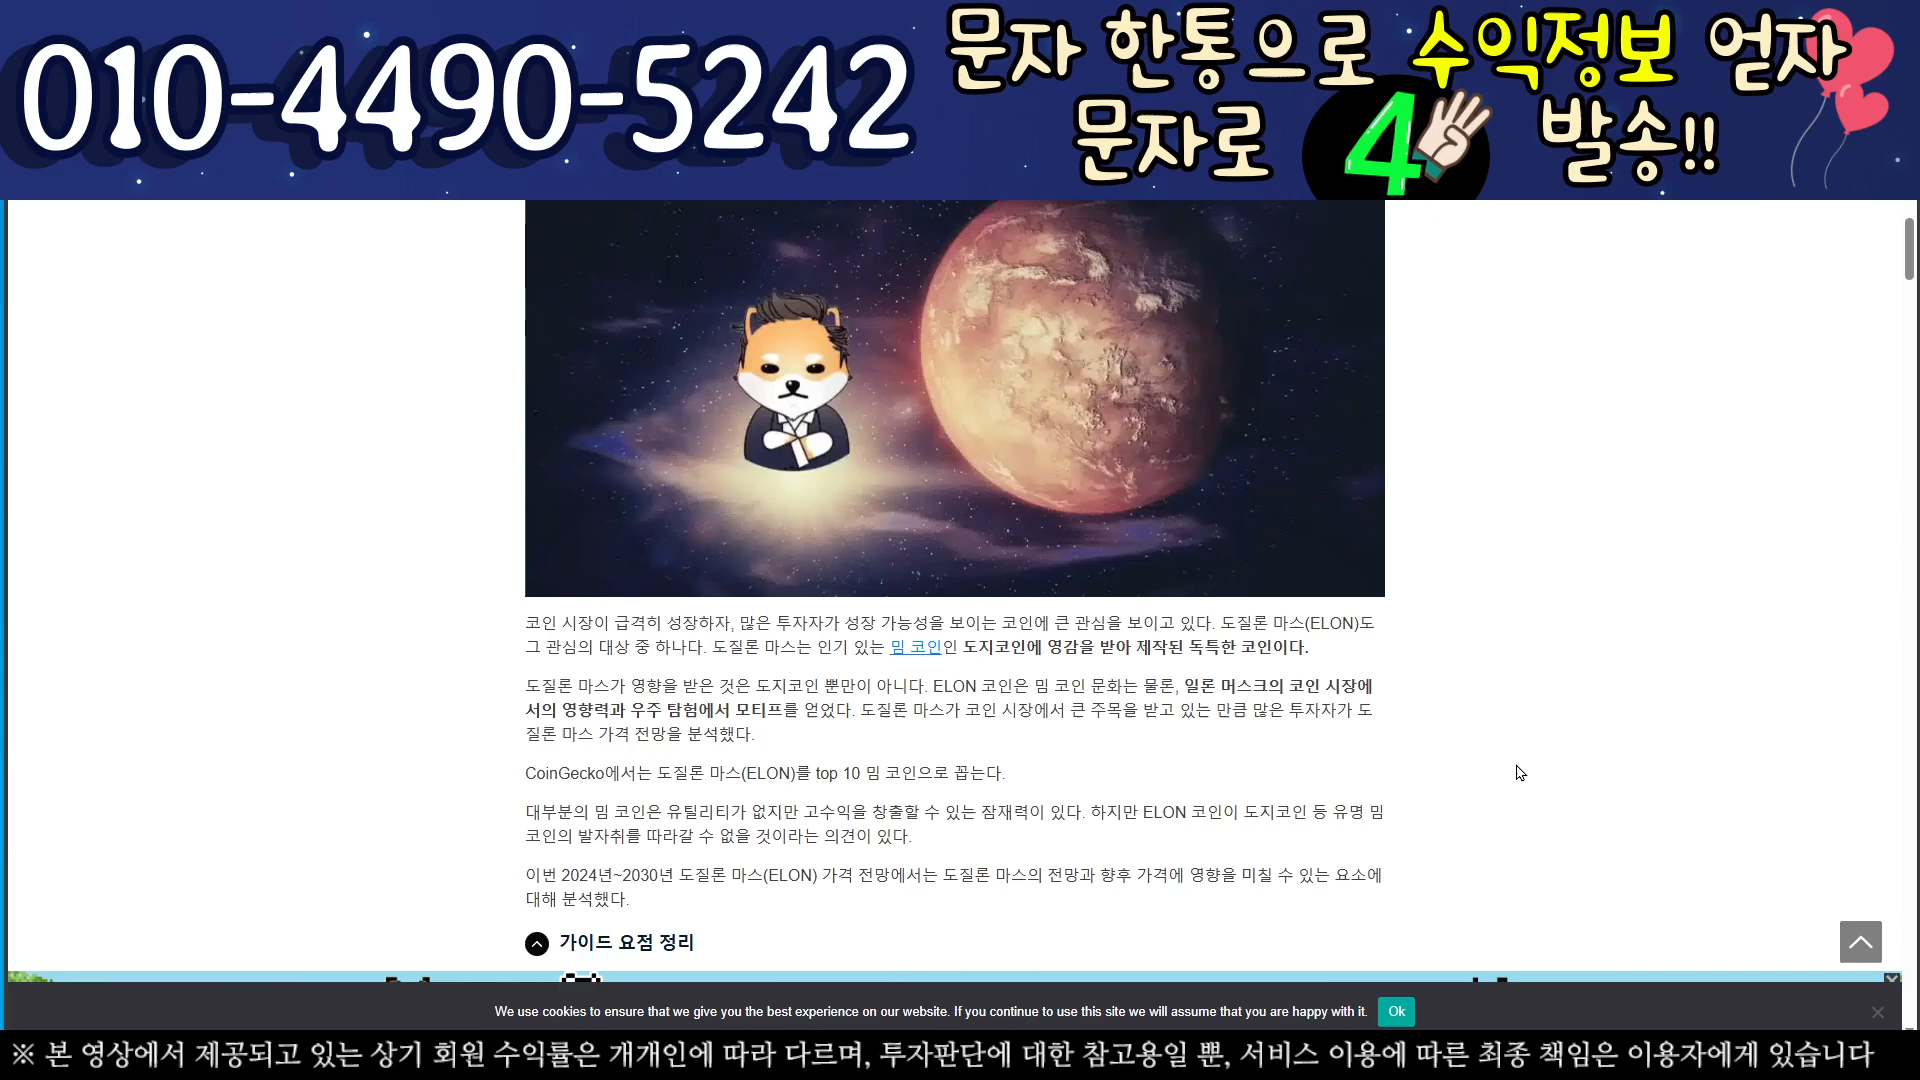 010-4490-5242
문자 한통으로 수익정보 얻자
문자로 4 발송!!
코인 시장이 급격히 성장하자, 많은 투자자가 성장 가능성을 보이는 코인에 큰 관심을 보이고 있다. 도질론 마스(ELON)도
그 관심의 대상 중 하나다. 도질론 마스는 인기 있는 밈 코인인 도지코인에 영감을 받아 제작된 독특한 코인이다.
도질론 마스가 영향을 받은 것은 도지코인 뿐만이 아니다. ELON 코인은 밈 코인 문화는 물론, 일론 머스크의 코인 시장에
서의 영향력과 우주 탐험에서 모티프를 얻었다. 도질론 마스가 코인 시장에서 큰 주목을 받고 있는 만큼 많은 투자자가 도
질론 마스 가격 전망을 분석했다.
CoinGecko에서는 도질론 마스(ELON)를 top 10 밈 코인으로 꼽는다.
대부분의 밈 코인은 유틸리티가 없지만 고수익을 창출할 수 있는 잠재력이 있다. 하지만 ELON 코인이 도지코인 등 유명 밈
코인의 발자취를 따라갈 수 없을 것이라는 의견이 있다.
이번 2024년~2030년 도질론 마스(ELON) 가격 전망에서는 도질론 마스의 전망과 향후 가격에 영향을 미칠 수 있는 요소에
대해 분석했다.
가이드 요점 정리
We use cookies to ensure that we give you the best experience on our website. If you continue to use this site we will assume that you are happy with it. Ok
※ 본 영상에서 제공되고 있는 상기 회원 수익률은 개개인에 따라 다르며, 투자판단에 대한 참고용일 뿐, 서비스 이용에 따른 최종 책임은 이용자에게 있습니다